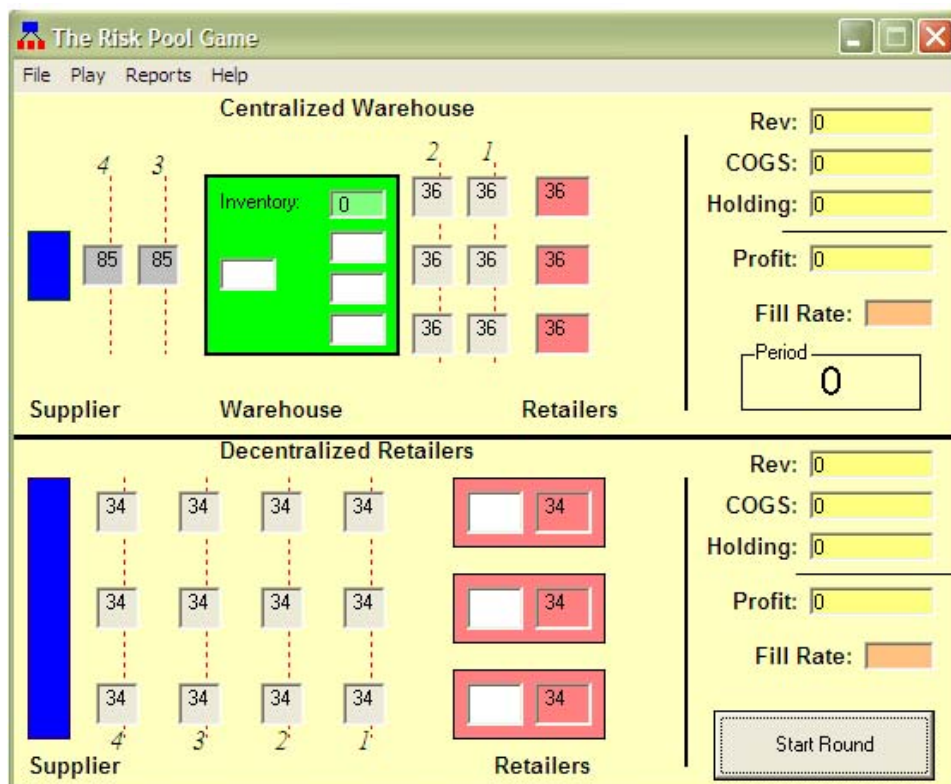 The Risk Pool Game
File Play Reports Help
Centralized Warehouse
Rev: 0
4 3 2 1
COGS: 0
Inventory: 0 36 36 36
Holding: 0
85 85 36 36 36
Profit: 0
36 36 36
Fill Rate:
Period
0
Supplier Warehouse Retailers
Decentralized Retailers
Rev: 0
34 34 34 34 34
COGS: 0
Holding: 0
34 34 34 34 34
Profit: 0
Fill Rate:
34 34 34 34 34
4 3 2 1
Start Round
Supplier Retailers